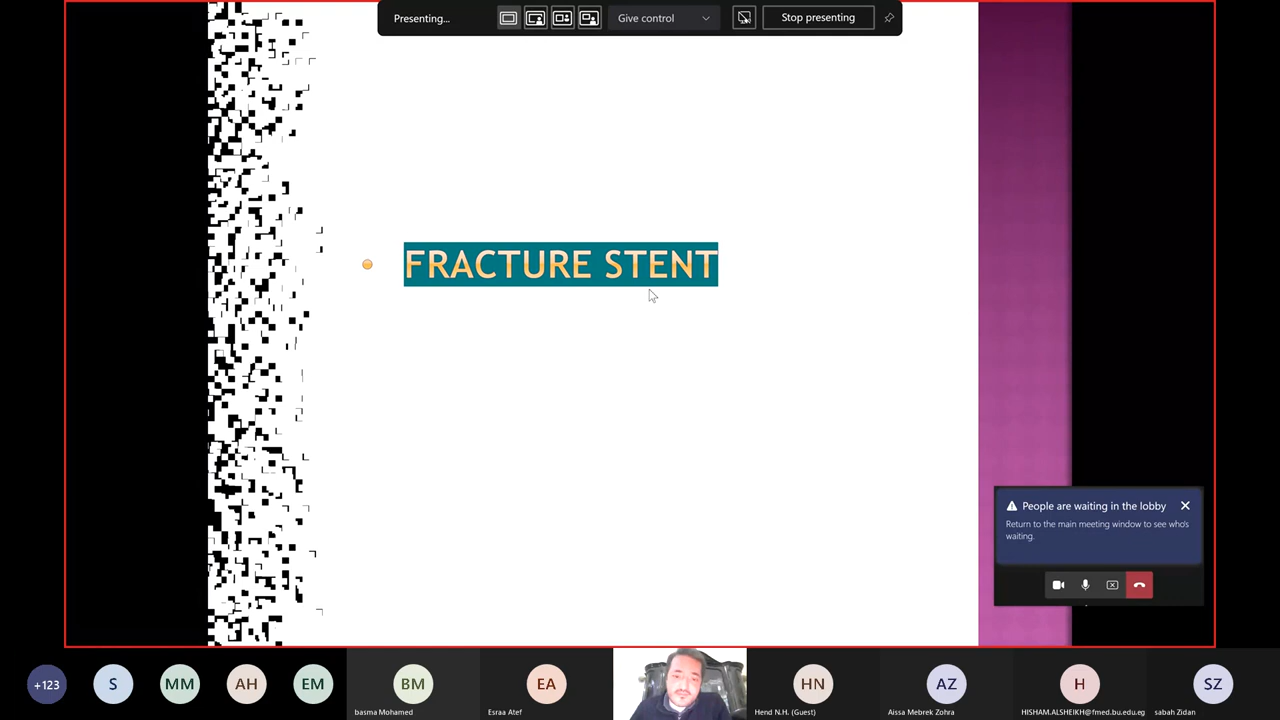 Presenting...
Give control
Stop presenting
FRACTURE STENT
People are waiting in the lobby
Return to the main meeting window to see who's
waiting.
+123
S
MM
AH
EM
BM
basma Mohamed
EA
Esraa Atef
HN
Hend N.H. (Guest)
AZ
Aissa Mebrek Zohra
H
HISHAM.ALSHEIKH@fmed.bu.edu.eg
SZ
sabah Zidan